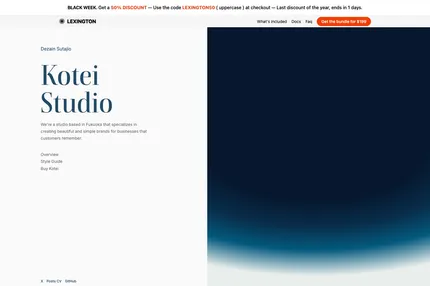 BLACK WEEK. Get a 50% DISCOUNT — Use the code LEXINGTON50 ( uppercase ) at checkout — Last discount of the year, ends in 1 days.
LEXINGTON
What's included Docs Faq Get the bundle for $199
Dezain Sutajio
Kotei
Studio
We're a studio based in Fukuoka that specialises in
creating beautiful and simple brands for businesses that
customers remember.
Overview
Style Guide
Buy Kotei
X Posts.CV GitHub